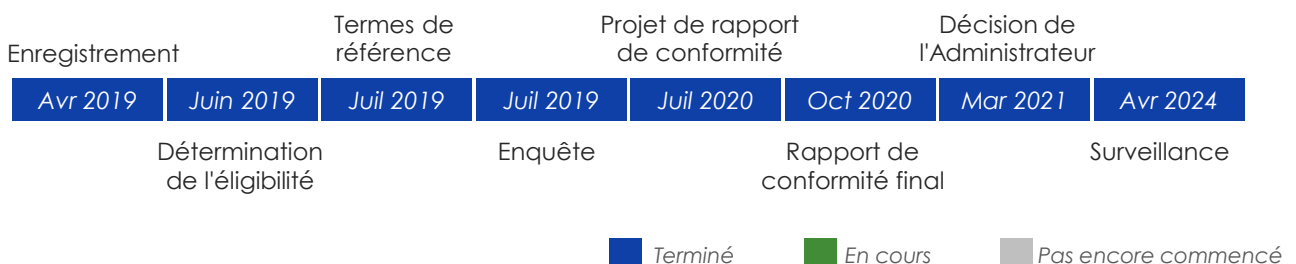 Termes de
référence
Projet de rapport
de conformité
Décision de
l'Administrateur
Enregistrement
Avr 2019
Juin 2019
Juil 2019
Juil 2019
Juil 2020
Oct 2020
Mar 2021
Avr 2024
Détermination
de l'éligibilité
Enquête
Rapport de
conformité final
Surveillance
Terminé
En cours
Pas encore commencé